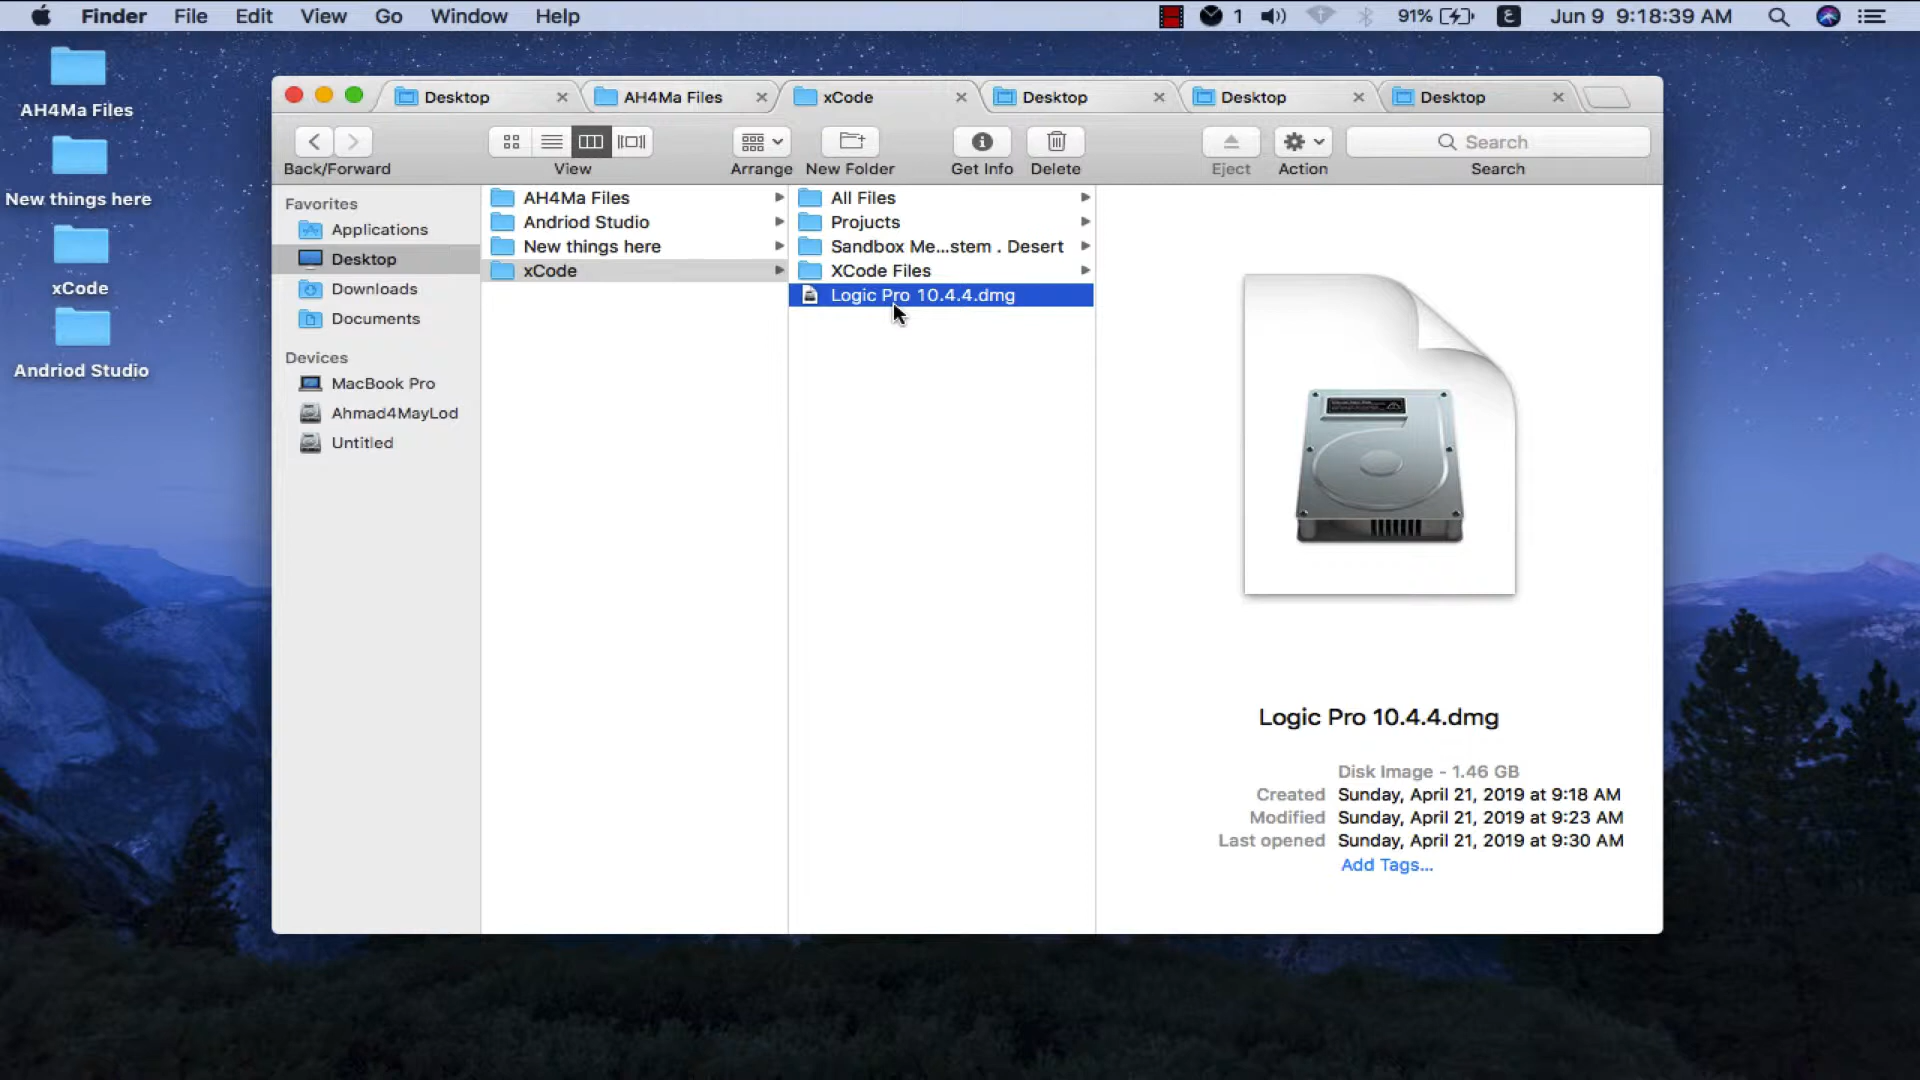 Finder File Edit View Go Window Help
1 91% ع Jun 9 9:18:39 AM
AH4Ma Files
New things here
xCode
Andriod Studio
Desktop AH4Ma Files xCode Desktop Desktop Desktop
Search
Back/Forward View Arrange New Folder Get Info Delete Eject Action Search
Favorites
Applications
Desktop
Downloads
Documents
Devices
MacBook Pro
Ahmad4MayLod
Untitled
AH4Ma Files
Andriod Studio
New things here
xCode
All Files
Projucts
Sandbox Me...stem . Desert
XCode Files
Logic Pro 10.4.4.dmg
Logic Pro 10.4.4.dmg
Disk Image - 1.46 GB
Created Sunday, April 21, 2019 at 9:18 AM
Modified Sunday, April 21, 2019 at 9:23 AM
Last opened Sunday, April 21, 2019 at 9:30 AM
Add Tags...